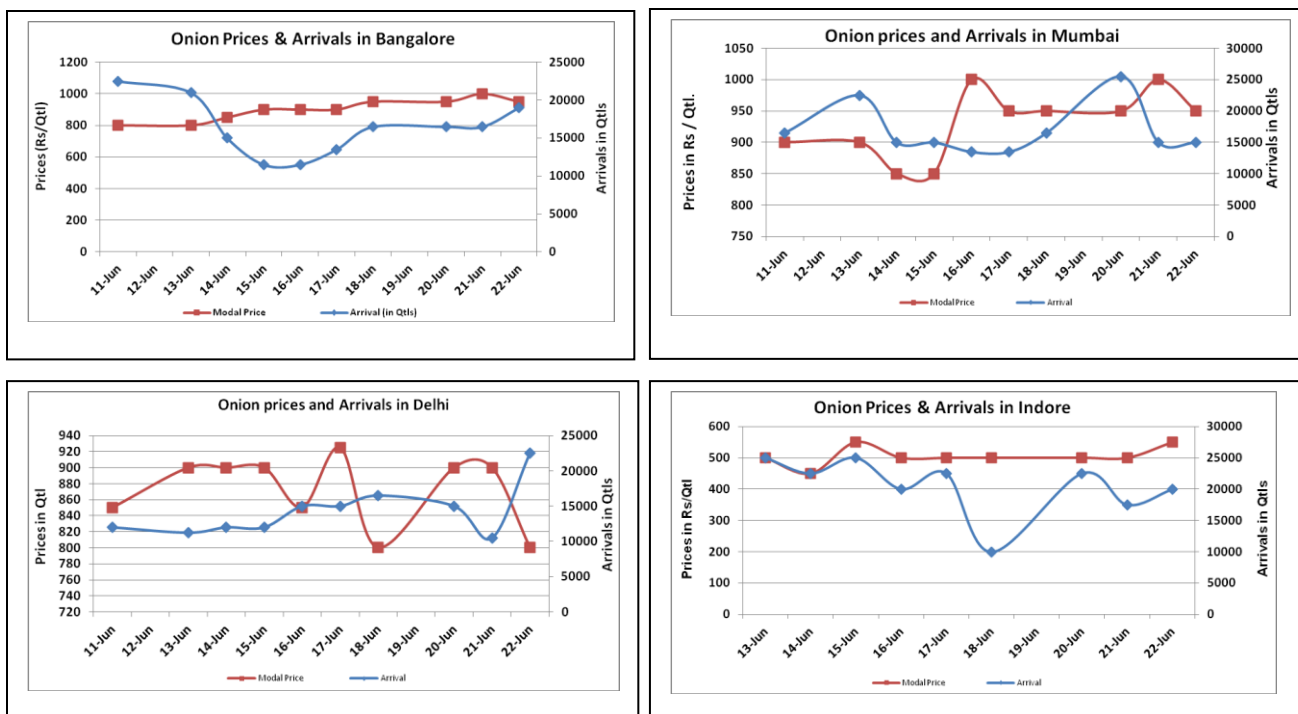 Onion Prices & Arrivals in Bangalore
Prices (Rs/Qtl)
1200
1000
800
600
400
200
0
25000
20000
15000
10000
5000
0
Arrivals in Qtls
11-Jun
12-Jun
13-Jun
14-Jun
15-Jun
16-Jun
17-Jun
18-Jun
19-Jun
20-Jun
21-Jun
22-Jun
Modal Price
Arrival (in Qtls)
Onion prices and Arrivals in Mumbai
Prices in Rs / Qtl.
1050
1000
950
900
850
800
750
30000
25000
20000
15000
10000
5000
0
Arrivals in Qtls
11-Jun
12-Jun
13-Jun
14-Jun
15-Jun
16-Jun
17-Jun
18-Jun
19-Jun
20-Jun
21-Jun
22-Jun
Modal Price
Arrival
Onion prices and Arrivals in Delhi
Prices in Qtl
940
920
900
880
860
840
820
800
780
760
740
720
25000
20000
15000
10000
5000
0
Arrivals in Qtls
11-Jun
12-Jun
13-Jun
14-Jun
15-Jun
16-Jun
17-Jun
18-Jun
19-Jun
20-Jun
21-Jun
22-Jun
Modal Price
Arrival
Onion Prices & Arrivals in Indore
Prices in Rs/Qtl
600
500
400
300
200
100
0
30000
25000
20000
15000
10000
5000
0
Arrivals in Qtls
13-Jun
14-Jun
15-Jun
16-Jun
17-Jun
18-Jun
19-Jun
20-Jun
21-Jun
22-Jun
Modal Price
Arrival